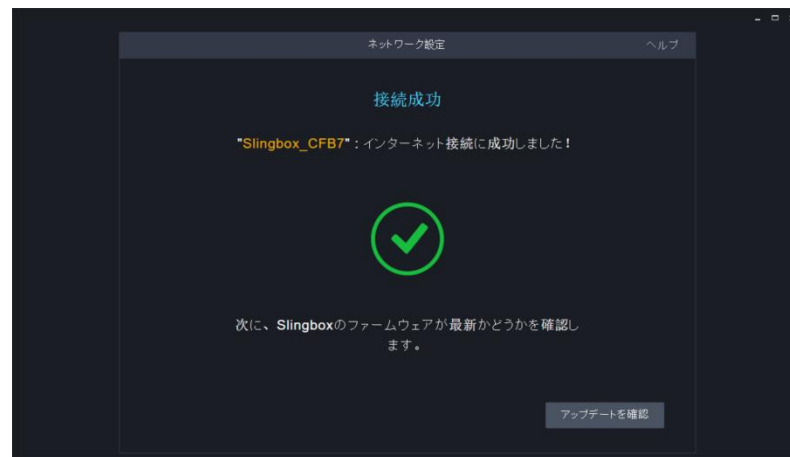 ネットワーク設定
ヘルプ
接続成功
"Slingbox_CFB7"：インターネット接続に成功しました！
次に、Slingboxのファームウェアが最新かどうかを確認し
ます。
アップデートを確認